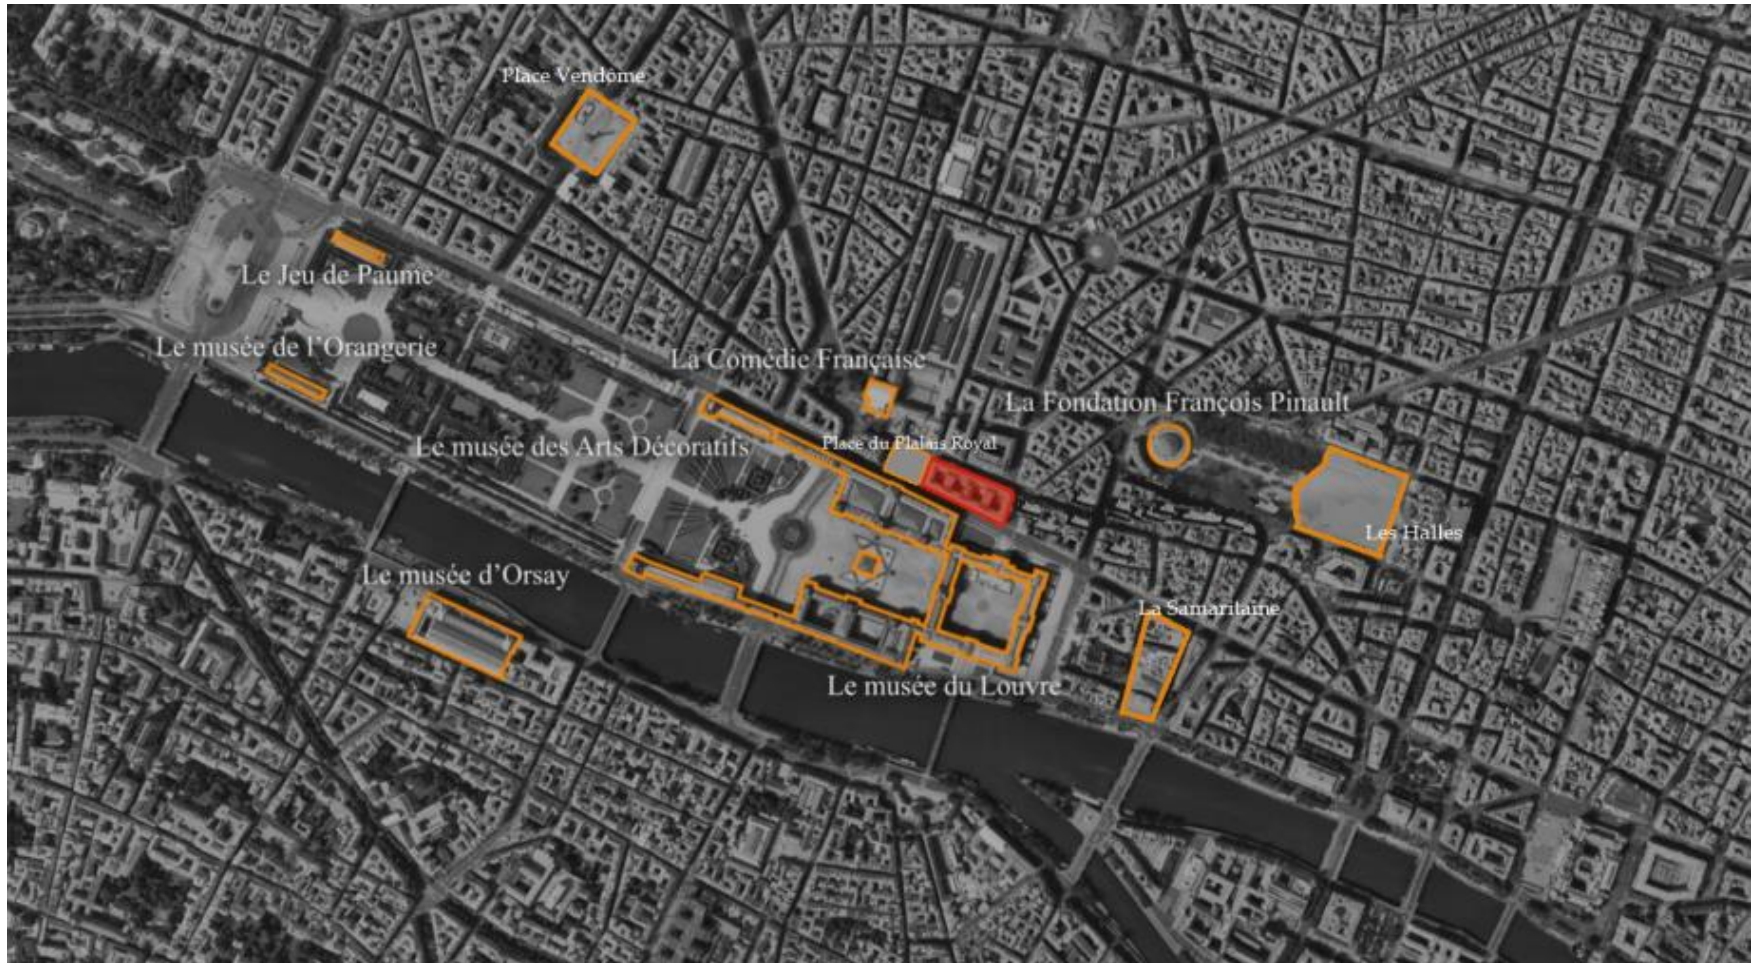 Place Vendôme
Le Jeu de Paume
Le musée de l'Orangerie
La Comédie Française
La Fondation François Pinault
Le musée des Arts Décoratifs
Place du Plalais Royal
Les Halles
Le musée d'Orsay
La Samaritaine
Le musée du Louvre